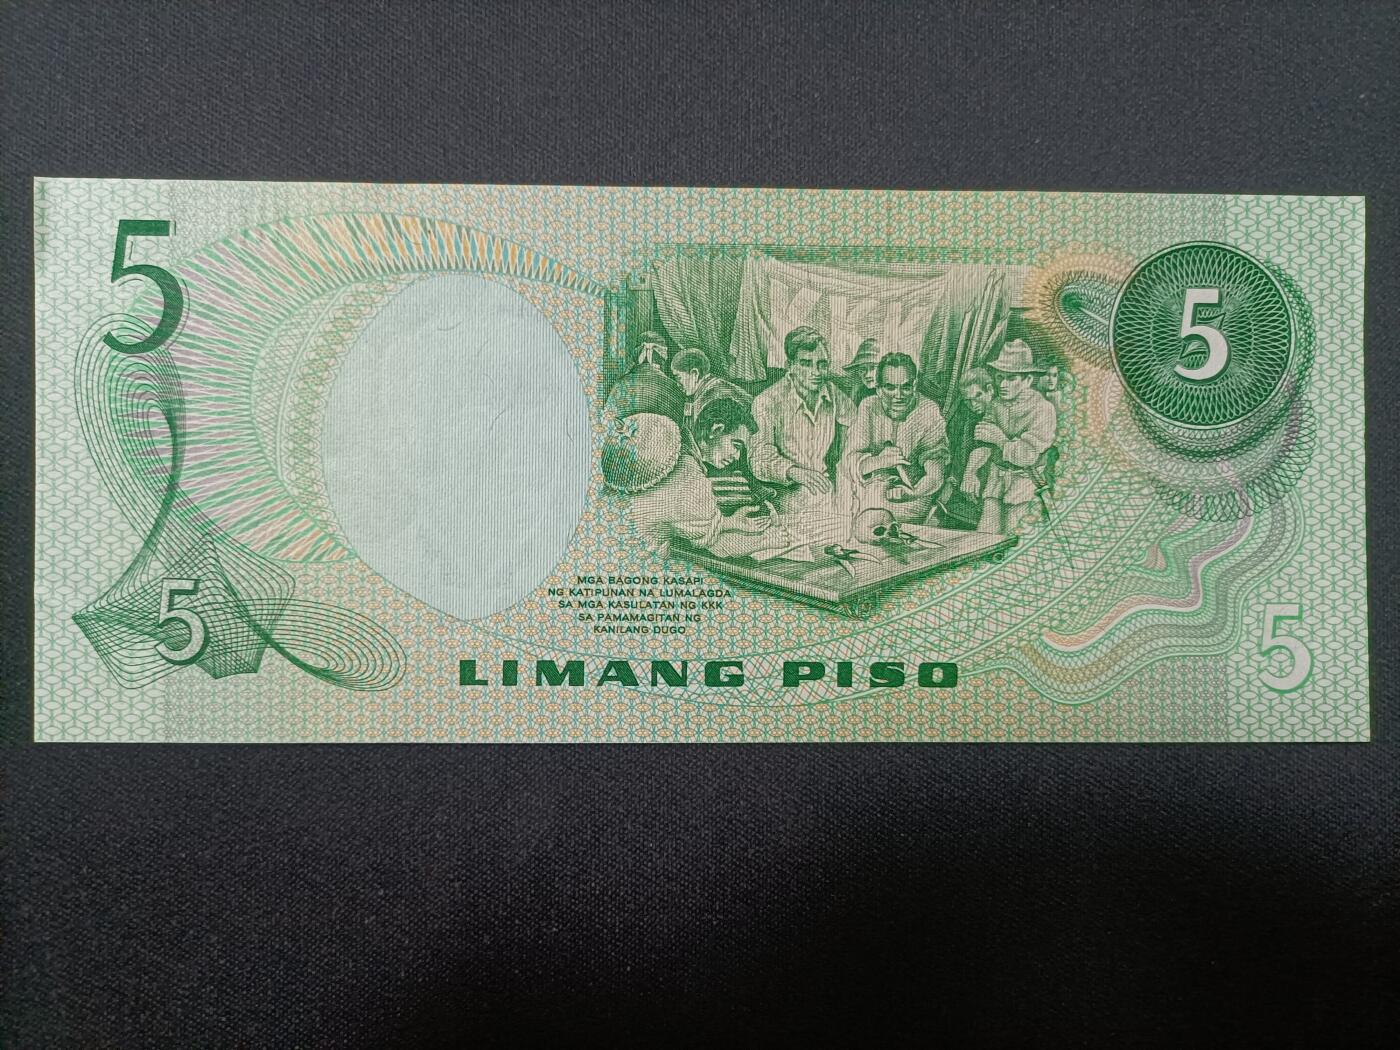 5
5
MGA BAGONG KASAPI
NG KATIPUNAN NA LUMALAGDA
SA MGA KASULATAN NG KKK
SA PAMAMAGITAN NG
KANILANG DUGO
5
LIMANG PISO
5